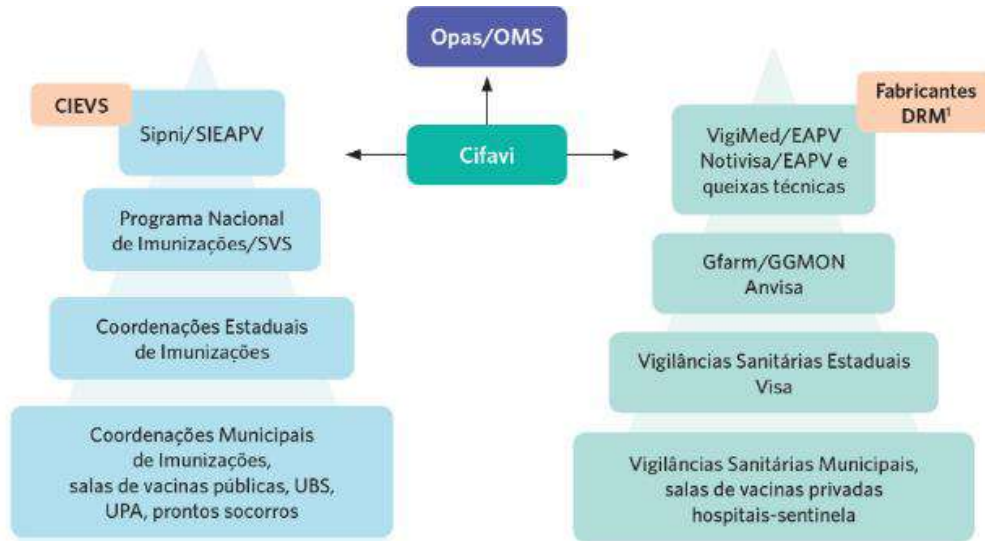 Opas/OMS
CIEVS
Sipni/SIEAPV
Cifavi
Fabricantes
DRM¹
VigiMed/EAPV
Notivisa/EAPV e
queixas técnicas
Programa Nacional
de Imunizações/SVS
Gfarm/GGMON
Anvisa
Coordenações Estaduais
de Imunizações
Vigilâncias Sanitárias Estaduais
Visa
Coordenações Municipais
de Imunizações,
salas de vacinas públicas, UBS,
UPA, prontos socorros
Vigilâncias Sanitárias Municipais,
salas de vacinas privadas
hospitais-sentinela